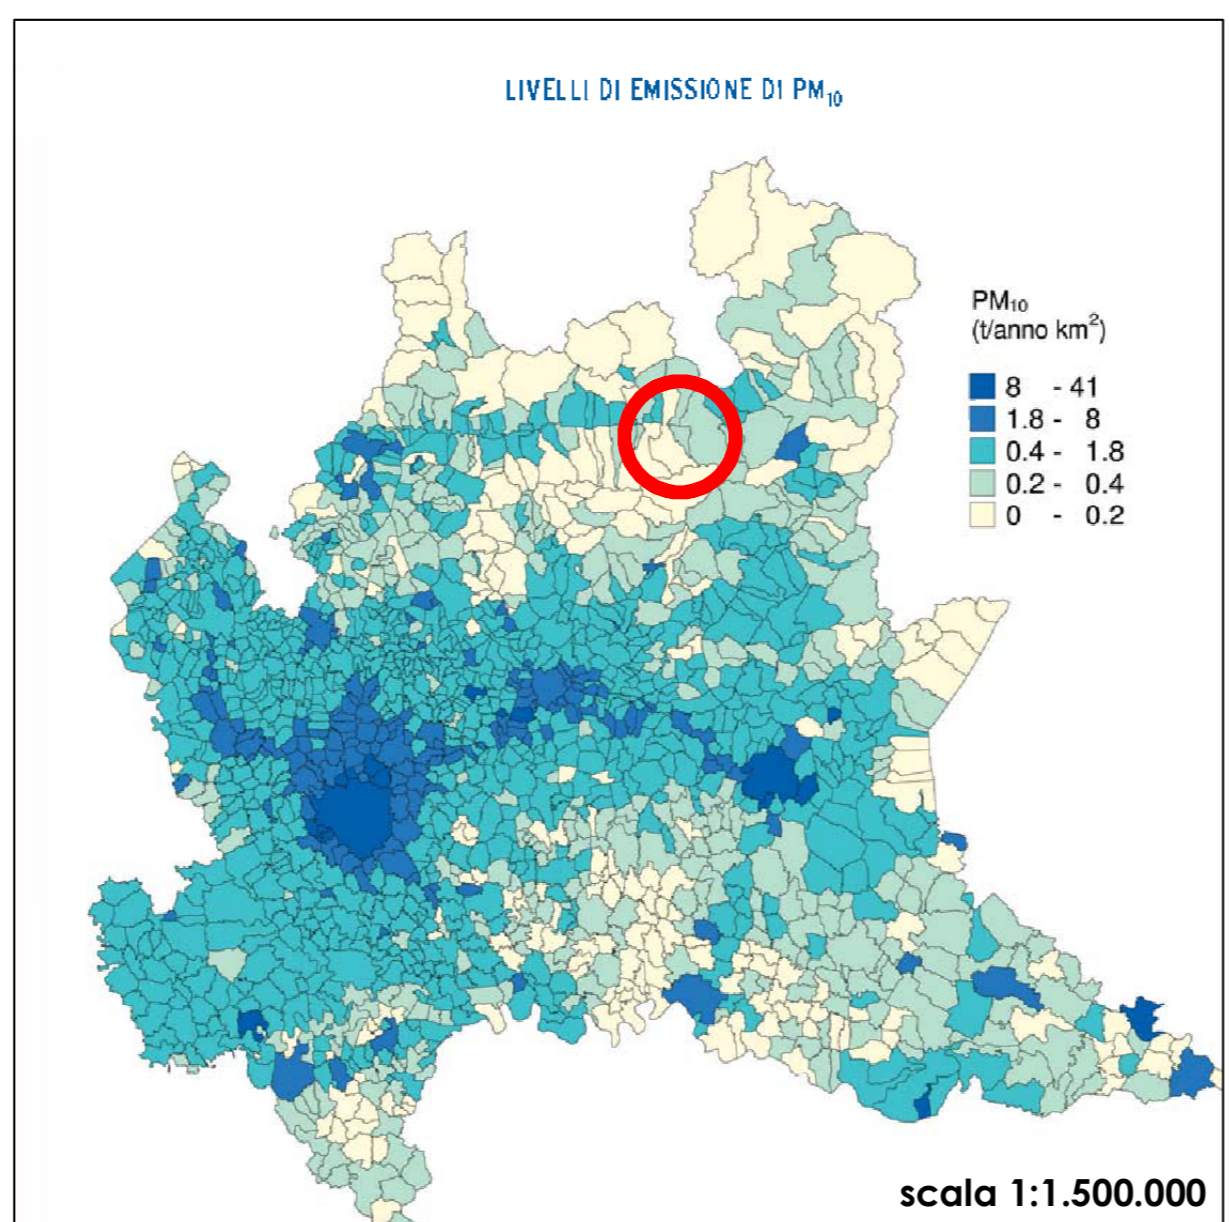 LIVELLI DI EMISSIONE DI PM₁₀
PM₁₀
(t/anno km²)
8 - 41
1.8 - 8
0.4 - 1.8
0.2 - 0.4
0 - 0.2
scala 1:1.500.000